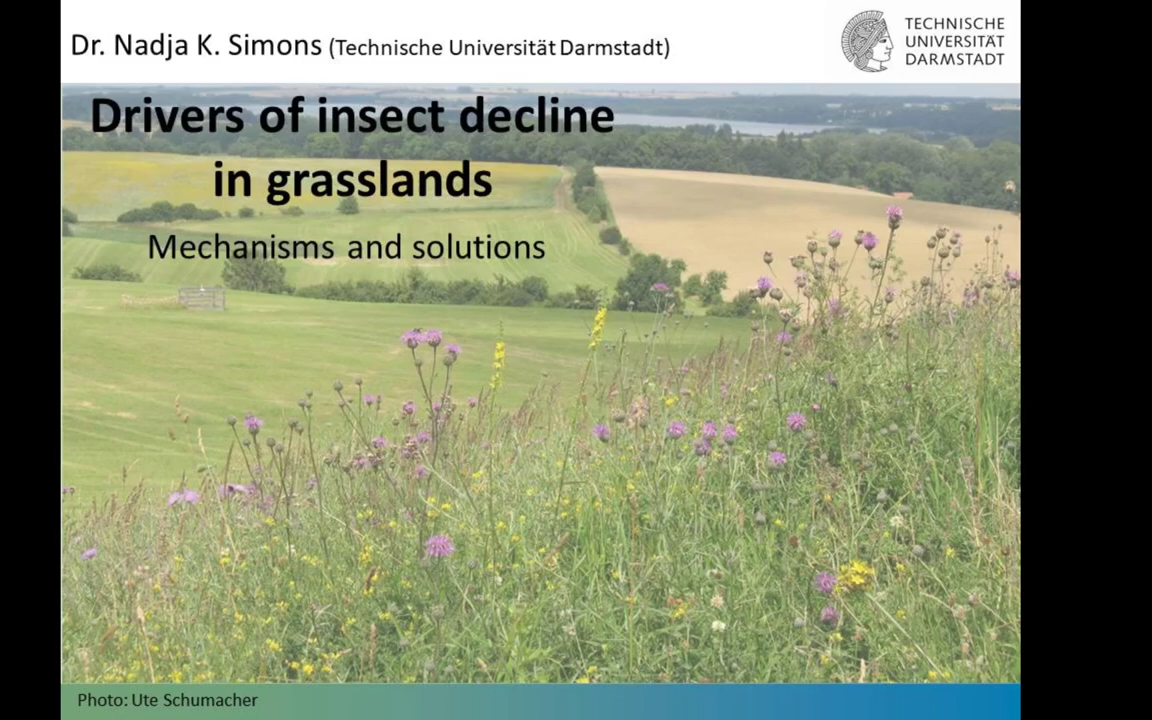 Dr. Nadja K. Simons (Technische Universität Darmstadt)
TECHNISCHE
UNIVERSITÄT
DARMSTADT
Drivers of insect decline
in grasslands
Mechanisms and solutions
Photo: Ute Schumacher